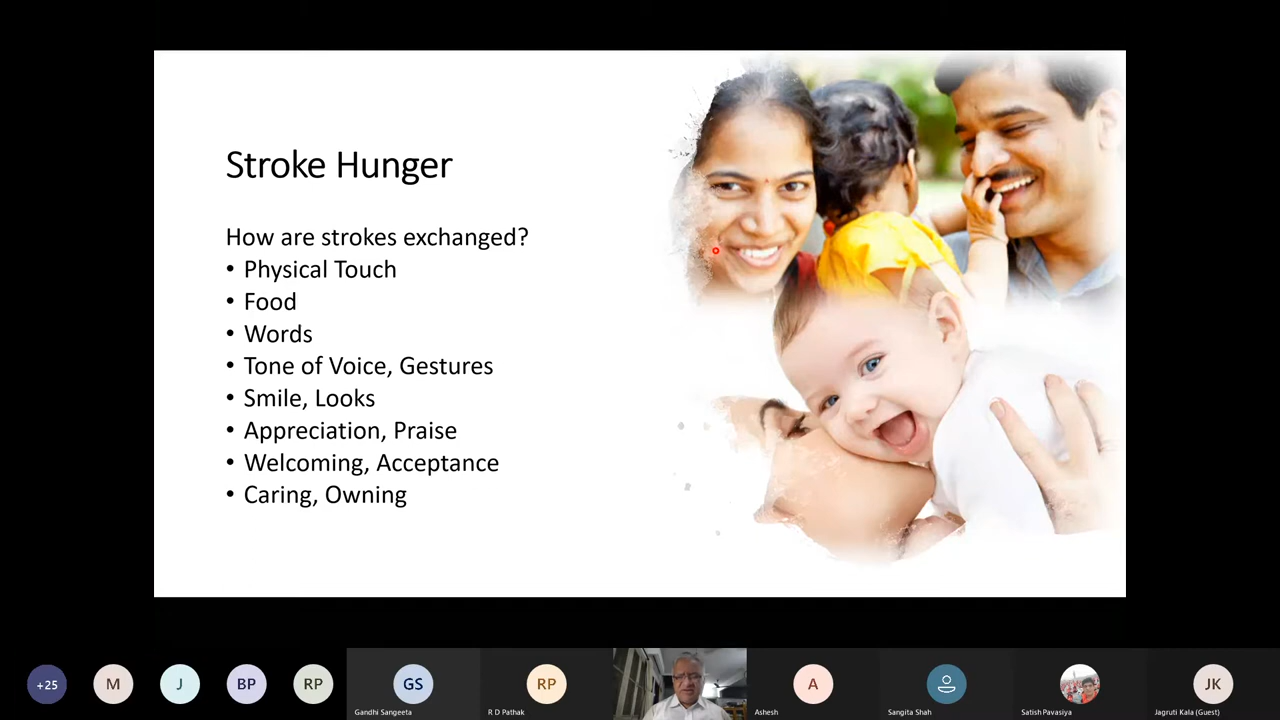 Stroke Hunger
How are strokes exchanged?
• Physical Touch
• Food
• Words
• Tone of Voice, Gestures
• Smile, Looks
• Appreciation, Praise
• Welcoming, Acceptance
• Caring, Owning
+25
M
J
BP
RP
GS
Gandhi Sangeeta
RP
R D Pathak
A
Ashesh
Sangita Shah
Satish Pavasiya
JK
Jagruti Kala (Guest)